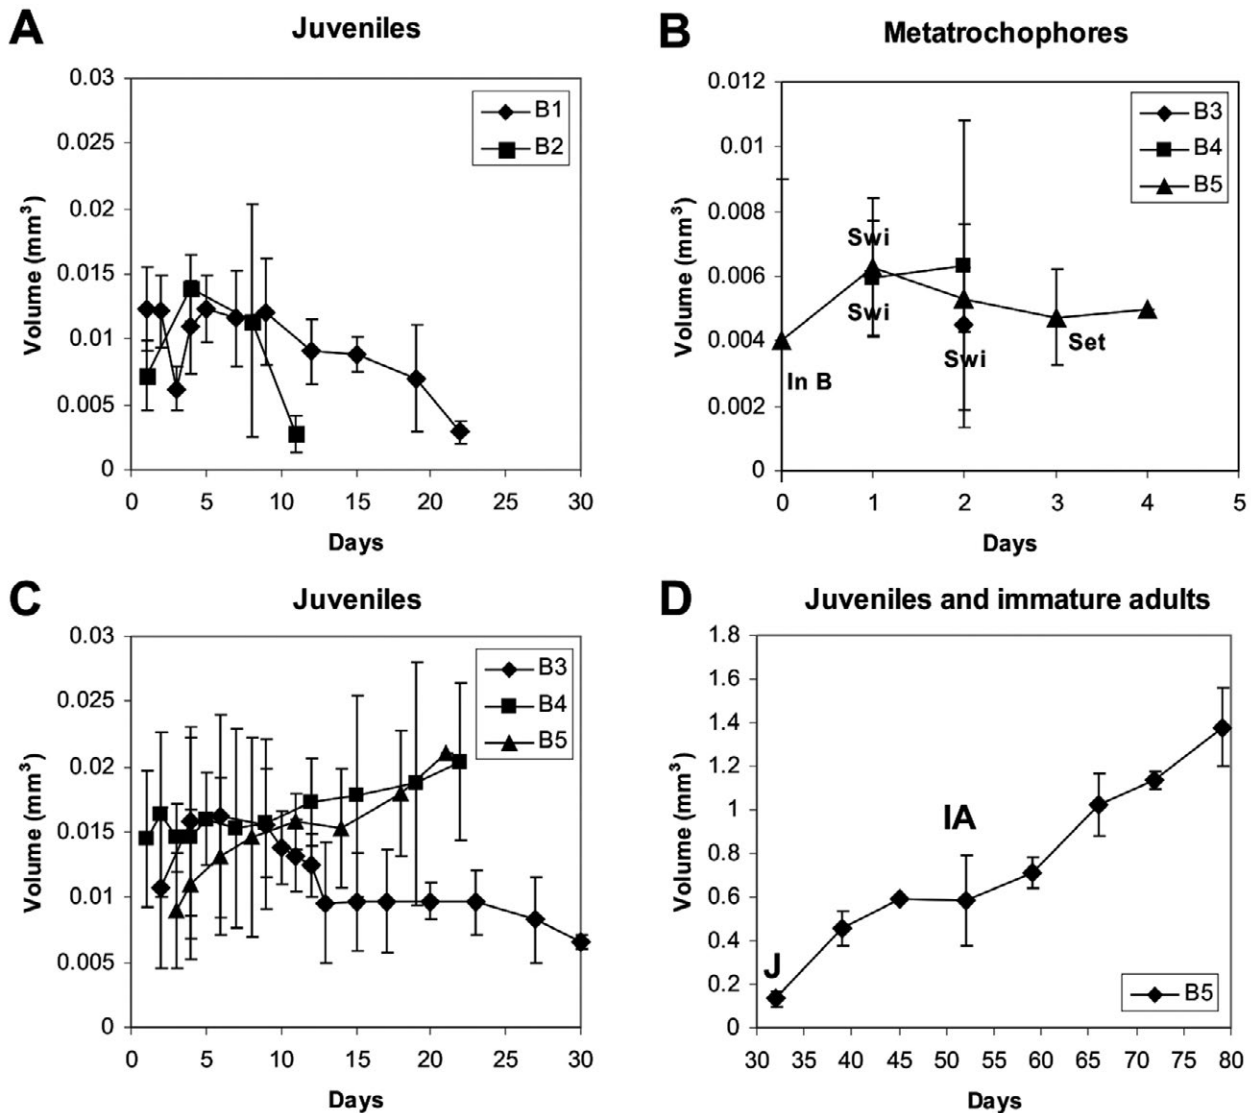 A
Juveniles
0.03
0.025
0.02
0.015
0.01
0.005
0
Volume (mm³)
B1
B2
0 5 10 15 20 25 30
Days
B
Metatrochophores
0.012
0.01
0.008
0.006
0.004
0.002
0
Volume (mm³)
B3
B4
B5
Swi
Swi
Swi
Set
In B
0 1 2 3 4 5
Days
C
Juveniles
0.03
0.025
0.02
0.015
0.01
0.005
0
Volume (mm³)
B3
B4
B5
0 5 10 15 20 25 30
Days
D
Juveniles and immature adults
1.8
1.6
1.4
1.2
1
0.8
0.6
0.4
0.2
0
Volume (mm³)
IA
J
B5
30 35 40 45 50 55 60 65 70 75 80
Days